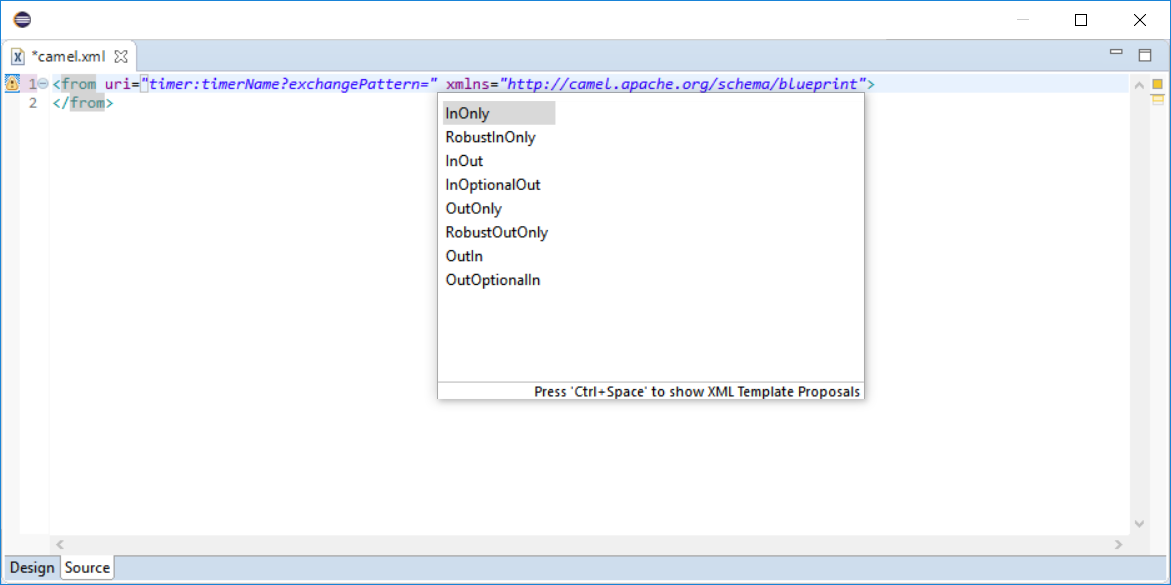 *camel.xml
1 <from uri="timer:timerName?exchangePattern=" xmlns="http://camel.apache.org/schema/blueprint">
2 </from>
InOnly
RobustInOnly
InOut
InOptionalOut
OutOnly
RobustOutOnly
OutIn
OutOptionalIn
Press 'Ctrl+Space' to show XML Template Proposals
Design Source